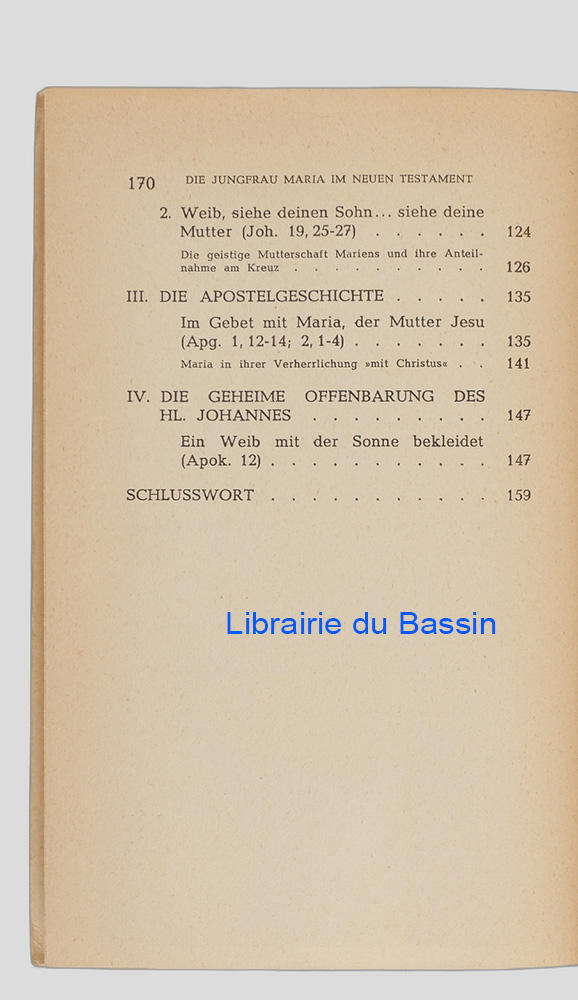 170 DIE JUNGFRAU MARIA IM NEUEN TESTAMENT
2. Weib, siehe deinen Sohn... siehe deine
Mutter (Joh. 19, 25-27) . . . . . . 124
Die geistige Mutterschaft Mariens und ihre Anteil-
nahme am Kreuz . . . . . . . . . . 126
III. DIE APOSTELGESCHICHTE . . . . . 135
Im Gebet mit Maria, der Mutter Jesu
(Apg. 1, 12-14; 2, 1-4) . . . . . . . 135
Maria in ihrer Verherrlichung »mit Christus« . . 141
IV. DIE GEHEIME OFFENBARUNG DES
HL. JOHANNES . . . . . . . . . 147
Ein Weib mit der Sonne bekleidet
(Apok. 12) . . . . . . . . . . . 147
SCHLUSSWORT . . . . . . . . . . . 159
Librairie du Bassin